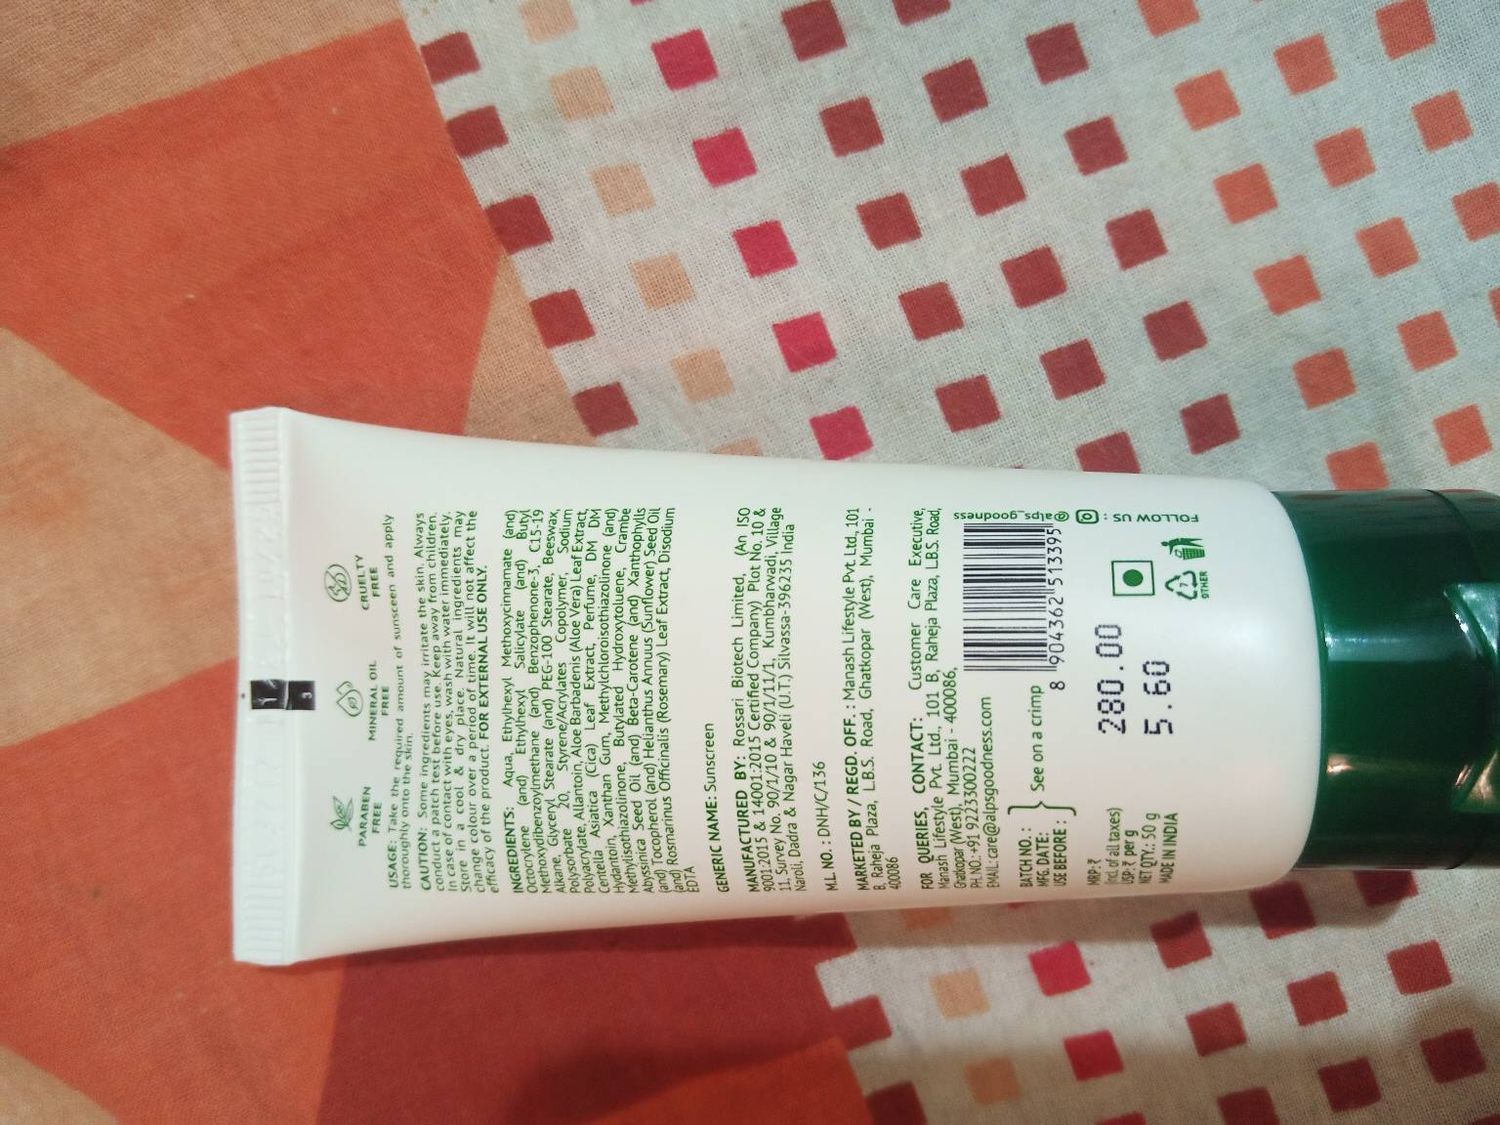 PARABEN
FREE
MINERAL OIL
FREE
CRUELTY
FREE
USAGE: Take the required amount of sunscreen and apply
thoroughly onto the skin.
CAUTION: Some ingredients may irritate the skin. Always
conduct a patch test before use. Keep away from children.
In case of contact with eyes, wash with water immediately.
Store in a cool & dry place. Natural ingredients may
change colour over a period of time. It will not affect the
efficacy of the product. FOR EXTERNAL USE ONLY.
INGREDIENTS: Aqua, Ethylhexyl Methoxycinnamate (and)
Octocrylene (and) Ethylhexyl Salicylate (and) Butyl
Methoxydibenzoylmethane (and) Benzophenone-3, C15-19
Alkane, Glyceryl Stearate (and) PEG-100 Stearate, Beeswax,
Polysorbate 20, Styrene/Acrylates Copolymer, Sodium
Polyacrylate, Allantoin, Aloe Barbadenis (Aloe Vera) Leaf Extract,
Centella Asiatica (Cica) Leaf Extract, Perfume, DM DM
Hydantoin, Xanthan Gum, Methylchloroisothiazolinone (and)
Methylisothiazolinone, Butylated Hydroxytoluene, Crambe
Abyssinica Seed Oil (and) Beta-Carotene (and) Xanthophylls
(and) Tocopherol (and) Helianthus Annuus (Sunflower) Seed Oil
(and) Rosmarinus Officinalis (Rosemary) Leaf Extract, Disodium
EDTA
GENERIC NAME: Sunscreen
MANUFACTURED BY: Rossari Biotech Limited, (An ISO
9001:2015 & 14001:2015 Certified Company) Plot No. 10 &
11, Survey No. 90/1/10 & 90/1/11/1, Kumbharwadi, Village
Naroli, Dadra & Nagar Haveli (U.T.) Silvassa-396235 India
M.L. NO. : DNH/C/136
MARKETED BY / REGD. OFF. : Manash Lifestyle Pvt. Ltd, 101
B, Raheja Plaza, L.B.S. Road, Ghatkopar (West), Mumbai -
400086
FOR QUERIES, CONTACT: Customer Care Executive,
Manash Lifestyle Pvt. Ltd., 101 B, Raheja Plaza, L.B.S. Road,
Ghatkopar (West), Mumbai - 400086,
PH. NO.: +91 9223300222
EMAIL: care@alpsgoodness.com
BATCH NO. :
MFG. DATE:
USE BEFORE :
See on a crimp
8 904362 513395
MRP: ₹ 280.00
(incl. of all taxes)
USP: ₹ per g 5.60
NET QTY.: 50 g
MADE IN INDIA
FOLLOW US :
@alps_goodness
OTHER